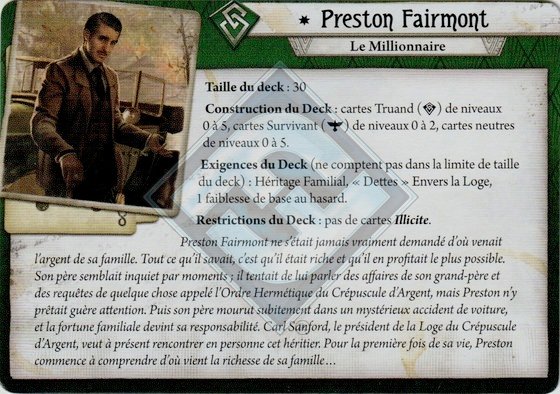 Preston Fairmont
Le Millionnaire
Taille du deck : 30
Construction du Deck : cartes Truand ( ) de niveaux
0 à 5, cartes Survivant ( ) de niveaux 0 à 2, cartes neutres
de niveaux 0 à 5.
Exigences du Deck (ne comptent pas dans la limite de taille
du deck) : Héritage Familial, « Dettes » Envers la Loge,
1 faiblesse de base au hasard.
Restrictions du Deck : pas de cartes Illicite.
Preston Fairmont ne s'était jamais vraiment demandé d'où venait
l'argent de sa famille. Tout ce qu'il savait, c'est qu'il était riche et qu'il en profitait le plus possible.
Son père semblait inquiet par moments ; il tentait de lui parler des affaires de son grand-père et
des requêtes de quelque chose appelé l'Ordre Hermétique du Crépuscule d'Argent, mais Preston n'y
prêtait guère attention. Puis son père mourut subitement dans un mystérieux accident de voiture,
et la fortune familiale devint sa responsabilité. Carl Sanford, le président de la Loge du Crépuscule
d'Argent, veut à présent rencontrer en personne cet héritier. Pour la première fois de sa vie, Preston
commence à comprendre d'où vient la richesse de sa famille…